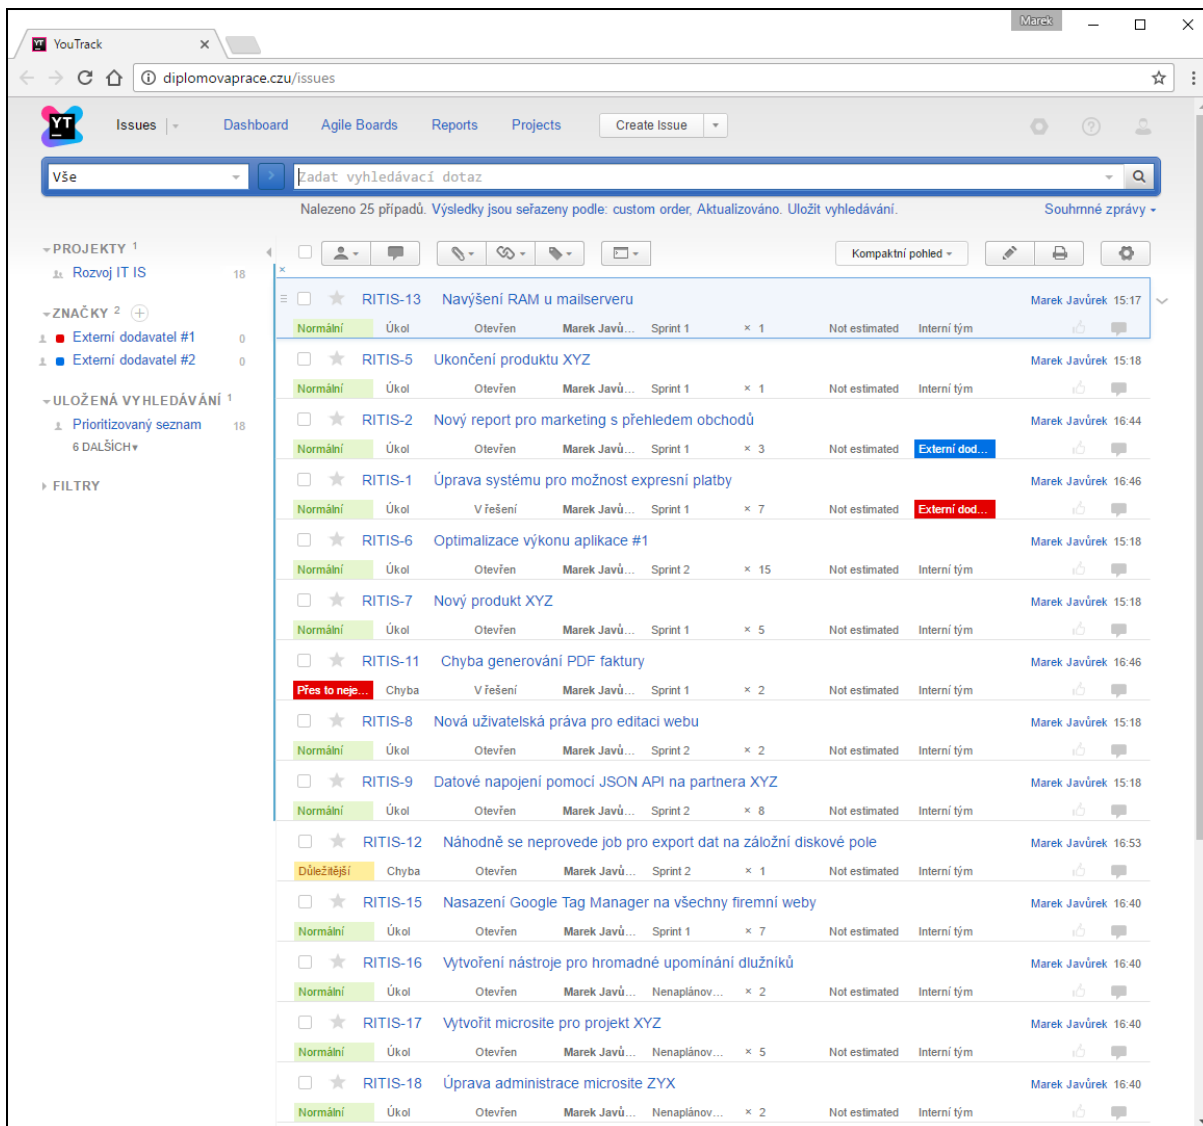 Marek
YouTrack
diplomovaprace.czu/issues
YT Issues Dashboard Agile Boards Reports Projects Create Issue
Vše Zadat vyhledávací dotaz
Nalezeno 25 případů. Výsledky jsou seřazeny podle: custom order, Aktualizováno. Uložit vyhledávání. Souhrnné zprávy
PROJEKTY 1
Rozvoj IT IS 18
ZNAČKY 2
Externí dodavatel #1 0
Externí dodavatel #2 0
ULOŽENÁ VYHLEDÁVÁNÍ 1
Prioritizovaný seznam 18
6 DALŠÍCH
FILTRY
Kompaktní pohled
RITIS-13 Navýšení RAM u mailserveru Marek Javůrek 15:17
Normální Úkol Otevřen Marek Javů... Sprint 1 × 1 Not estimated Interní tým
RITIS-5 Ukončení produktu XYZ Marek Javůrek 15:18
Normální Úkol Otevřen Marek Javů... Sprint 1 × 1 Not estimated Interní tým
RITIS-2 Nový report pro marketing s přehledem obchodů Marek Javůrek 16:44
Normální Úkol Otevřen Marek Javů... Sprint 1 × 3 Not estimated Externí dod...
RITIS-1 Úprava systému pro možnost expresní platby Marek Javůrek 16:46
Normální Úkol V řešení Marek Javů... Sprint 1 × 7 Not estimated Externí dod...
RITIS-6 Optimalizace výkonu aplikace #1 Marek Javůrek 15:18
Normální Úkol Otevřen Marek Javů... Sprint 2 × 15 Not estimated Interní tým
RITIS-7 Nový produkt XYZ Marek Javůrek 15:18
Normální Úkol Otevřen Marek Javů... Sprint 1 × 5 Not estimated Interní tým
RITIS-11 Chyba generování PDF faktury Marek Javůrek 16:46
Přes to neje... Chyba V řešení Marek Javů... Sprint 1 × 2 Not estimated Interní tým
RITIS-8 Nová uživatelská práva pro editaci webu Marek Javůrek 15:18
Normální Úkol Otevřen Marek Javů... Sprint 2 × 2 Not estimated Interní tým
RITIS-9 Datové napojení pomocí JSON API na partnera XYZ Marek Javůrek 15:18
Normální Úkol Otevřen Marek Javů... Sprint 2 × 8 Not estimated Interní tým
RITIS-12 Náhodně se neprovede job pro export dat na záložní diskové pole Marek Javůrek 16:53
Důležitější Chyba Otevřen Marek Javů... Sprint 2 × 1 Not estimated Interní tým
RITIS-15 Nasazení Google Tag Manager na všechny firemní weby Marek Javůrek 16:40
Normální Úkol Otevřen Marek Javů... Sprint 1 × 7 Not estimated Interní tým
RITIS-16 Vytvoření nástroje pro hromadné upomínání dlužníků Marek Javůrek 16:40
Normální Úkol Otevřen Marek Javů... Nenaplánov... × 2 Not estimated Interní tým
RITIS-17 Vytvořit microsite pro projekt XYZ Marek Javůrek 16:40
Normální Úkol Otevřen Marek Javů... Nenaplánov... × 5 Not estimated Interní tým
RITIS-18 Úprava administrace microsite ZYX Marek Javůrek 16:40
Normální Úkol Otevřen Marek Javů... Nenaplánov... × 2 Not estimated Interní tým